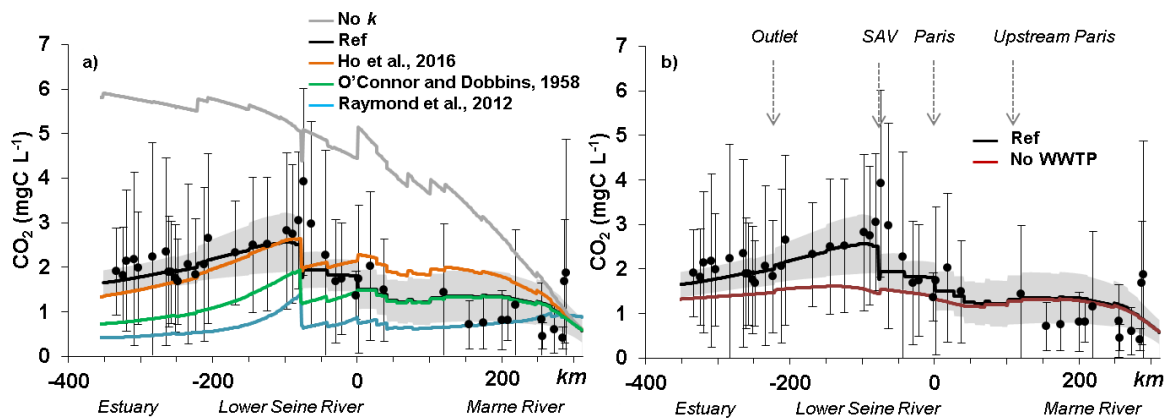 No k
Ref
Ho et al., 2016
O'Connor and Dobbins, 1958
Raymond et al., 2012
a)
7
6
5
4
3
2
1
0
CO2 (mgC L-1)
-400
-200
0
200
km
Estuary
Lower Seine River
Marne River
Outlet
SAV
Paris
Upstream Paris
b)
Ref
No WWTP
7
6
5
4
3
2
1
0
CO2 (mgC L-1)
-400
-200
0
200
km
Estuary
Lower Seine River
Marne River